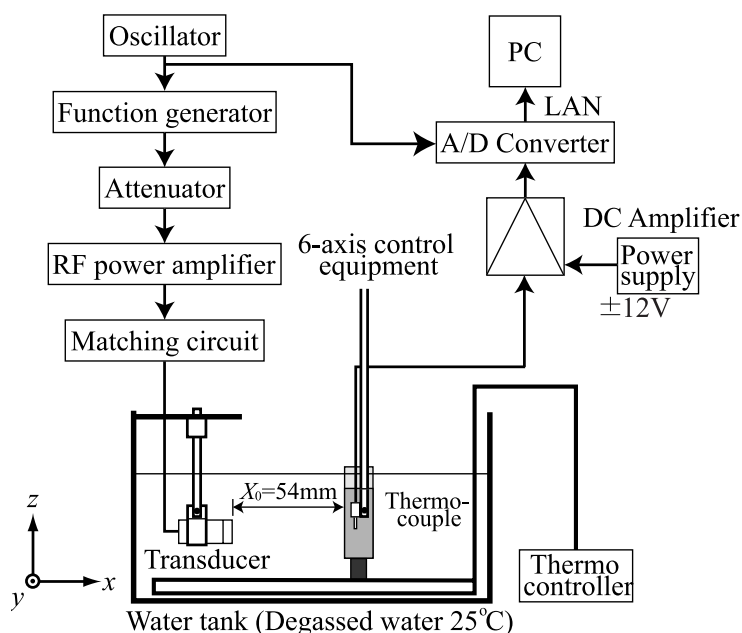 Oscillator
Function generator
Attenuator
RF power amplifier
Matching circuit
PC
LAN
A/D Converter
DC Amplifier
Power
supply
±12V
6-axis control
equipment
X₀=54mm
Thermo-
couple
Transducer
z
y
x
Thermo
controller
Water tank (Degassed water 25°C)